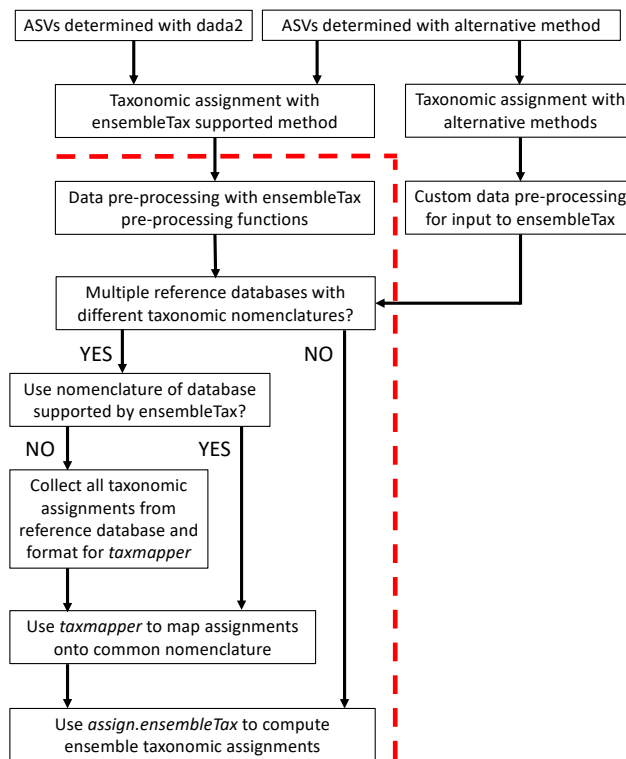 ASVs determined with dada2
ASVs determined with alternative method
Taxonomic assignment with
ensembleTax supported method
Taxonomic assignment with
alternative methods
Data pre-processing with ensembleTax
pre-processing functions
Custom data pre-processing
for input to ensembleTax
Multiple reference databases with
different taxonomic nomenclatures?
YES
NO
Use nomenclature of database
supported by ensembleTax?
NO
YES
Collect all taxonomic
assignments from
reference database and
format for taxmapper
Use taxmapper to map assignments
onto common nomenclature
Use assign.ensembleTax to compute
ensemble taxonomic assignments